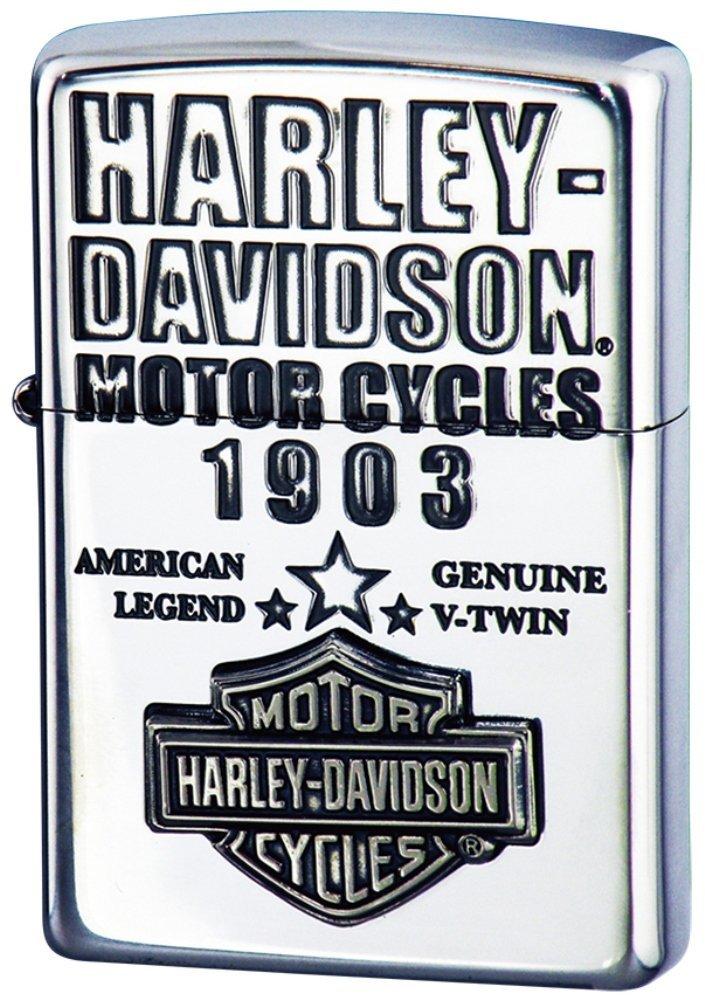 HARLEY-
DAVIDSON®
MOTOR CYCLES
1903
AMERICAN
LEGEND
GENUINE
V-TWIN
MOTOR
HARLEY-DAVIDSON
CYCLES®